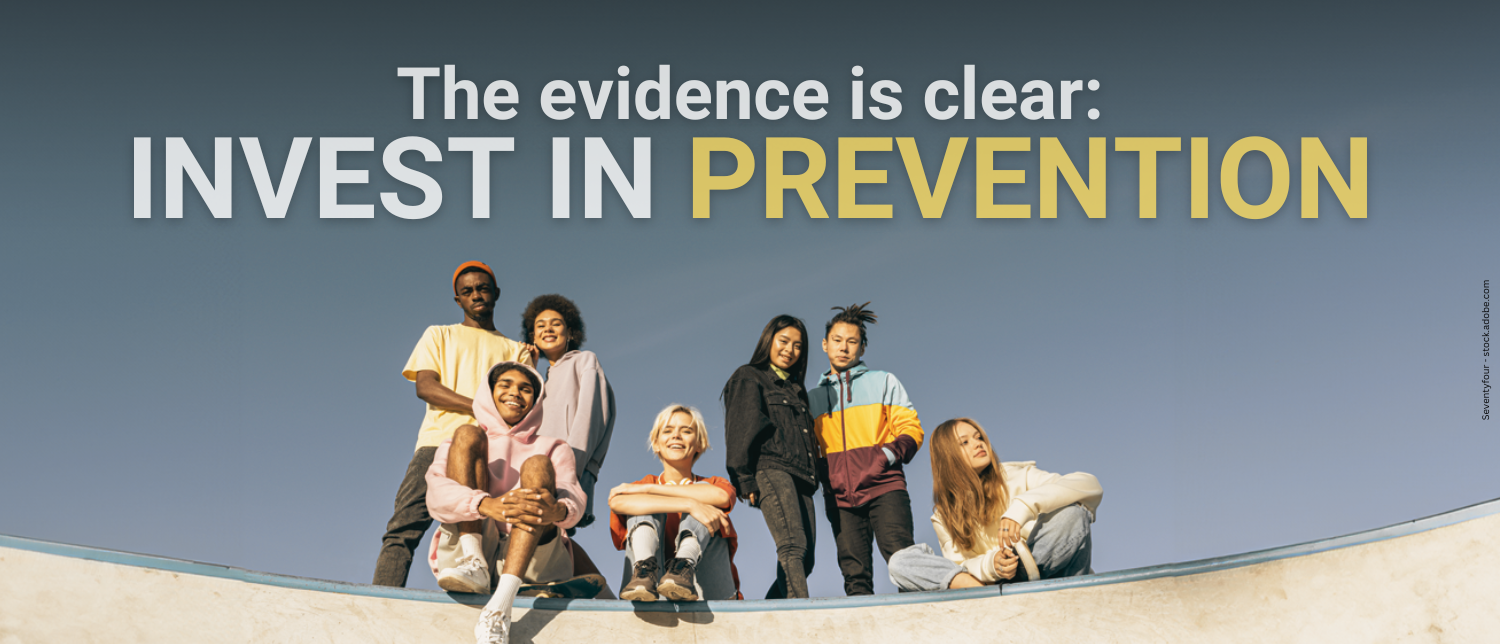 The evidence is clear:
INVEST IN PREVENTION
Seventyfour - stock.adobe.com